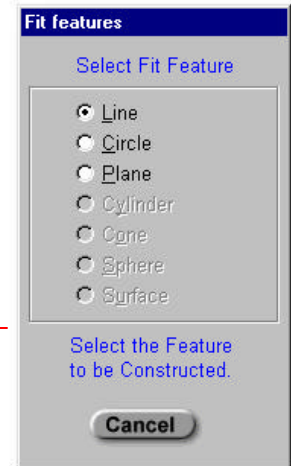 Fit features
Select Fit Feature
Line
Circle
Plane
Cylinder
Cone
Sphere
Surface
Select the Feature
to be Constructed.
Cancel